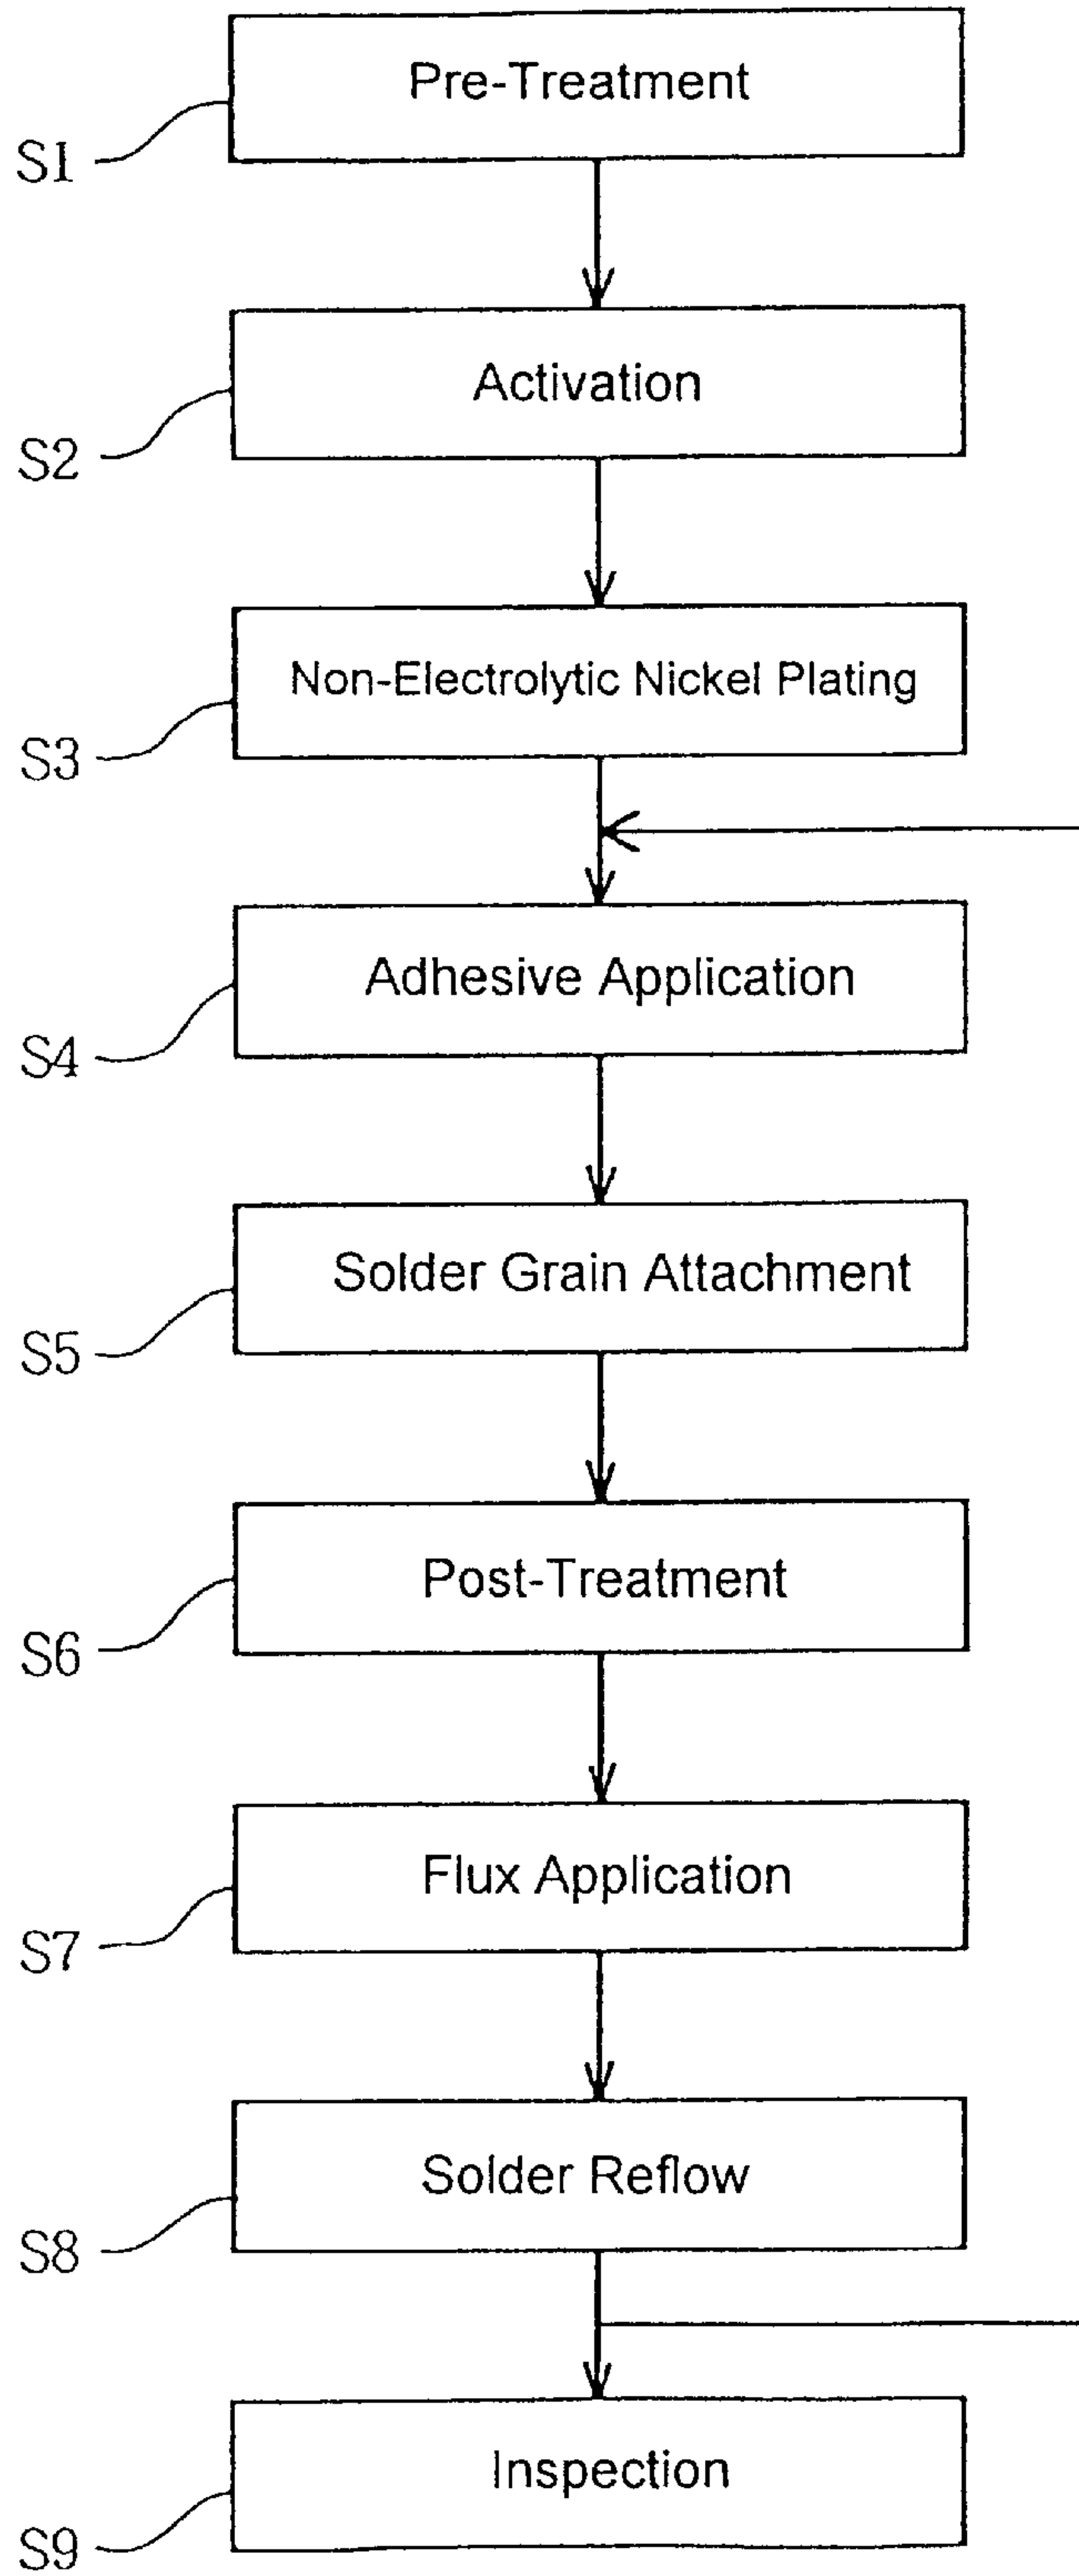 Pre-Treatment
S1
Activation
S2
Non-Electrolytic Nickel Plating
S3
Adhesive Application
S4
Solder Grain Attachment
S5
Post-Treatment
S6
Flux Application
S7
Solder Reflow
S8
Inspection
S9